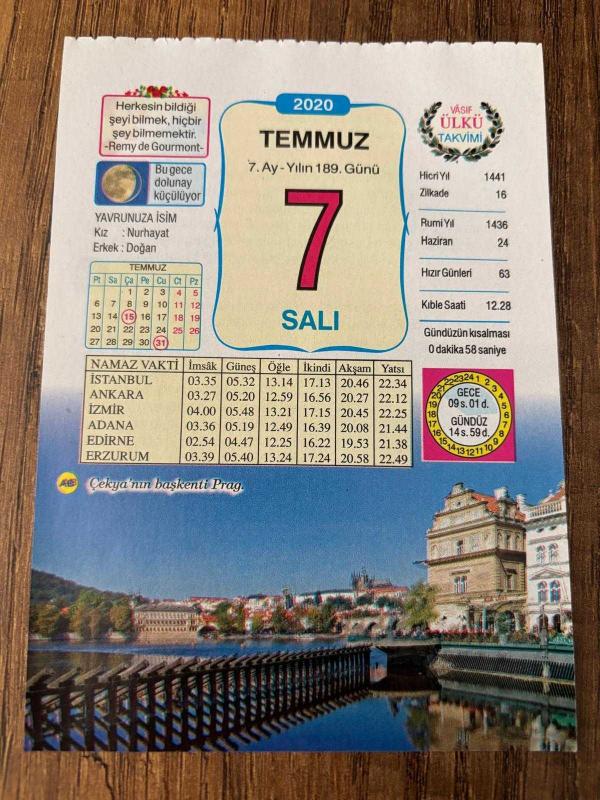 2020
TEMMUZ
7. Ay - Yılın 189. Günü
7
SALI
Herkesin bildiği
şeyi bilmek, hiçbir
şey bilmemektir.
-Remy de Gourmont-
Bu gece
dolunay
küçülüyor
YAVRUNUZA İSİM
Kız : Nurhayat
Erkek : Doğan
TEMMUZ
Pt Sa Ça Pe Cu Ct Pz
1 2 3 4 5
6 7 8 9 10 11 12
13 14 15 16 17 18 19
20 21 22 23 24 25 26
27 28 29 30 31
VÂSIF
ÜLKÜ
TAKVİMİ
Hicri Yıl 1441
Zilkade 16
Rumi Yıl 1436
Haziran 24
Hızır Günleri 63
Kıble Saati 12.28
Gündüzün kısalması
0 dakika 58 saniye
NAMAZ VAKTİ İmsâk Güneş Öğle İkindi Akşam Yatsı
İSTANBUL 03.35 05.32 13.14 17.13 20.46 22.34
ANKARA 03.27 05.20 12.59 16.56 20.27 22.12
İZMİR 04.00 05.48 13.21 17.15 20.45 22.25
ADANA 03.36 05.19 12.49 16.39 20.08 21.44
EDİRNE 02.54 04.47 12.25 16.22 19.53 21.38
ERZURUM 03.39 05.40 13.24 17.24 20.58 22.49
GECE
09 s. 01 d.
GÜNDÜZ
14 s. 59 d.
Çekya'nın başkenti Prag.